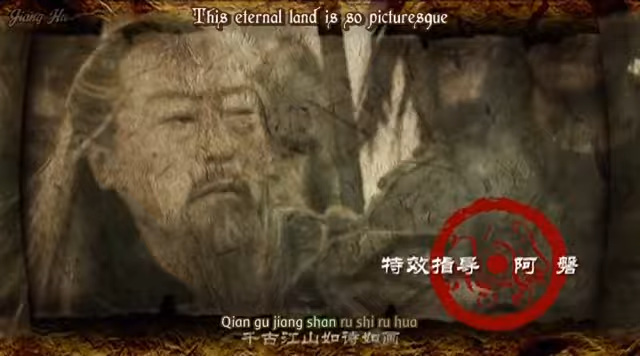 Jiang Hu
This eternal land is so picturesque
特效指导 阿 磐
Qian gu jiang shan ru shi ru hua
千古江山如诗如画